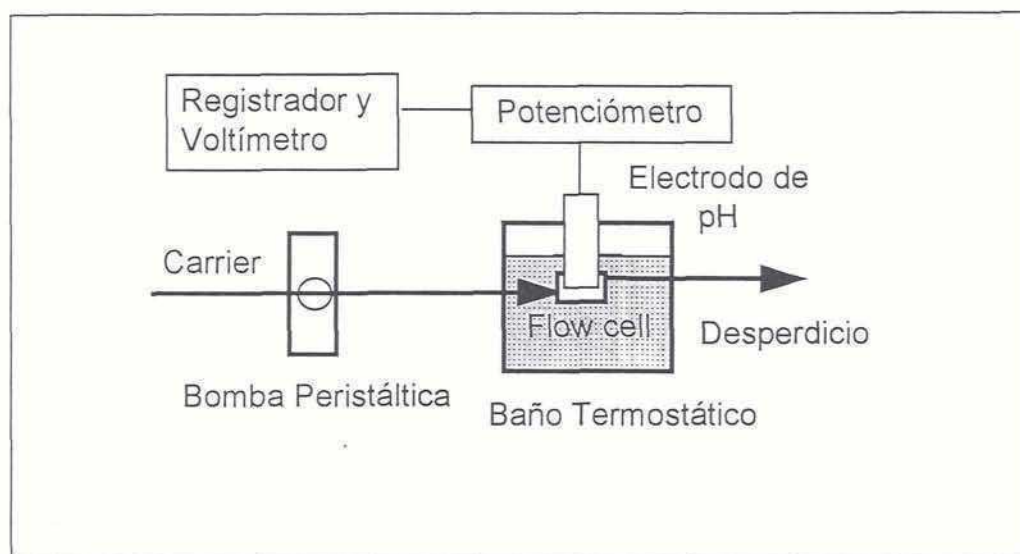 Registrador y
Voltímetro
Potenciómetro
Electrodo de
pH
Carrier
Flow cell
Desperdicio
Bomba Peristáltica
Baño Termostático